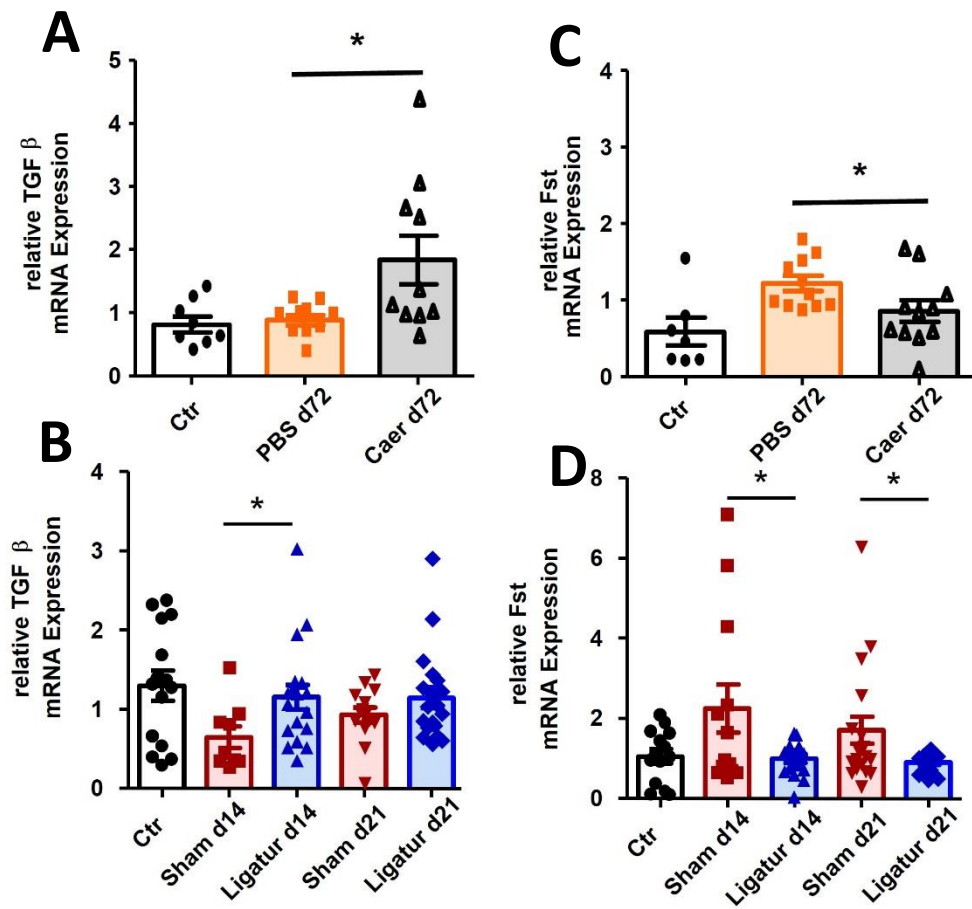 A
*
5
4
3
2
1
0
relative TGF β
mRNA Expression
Ctr
PBS d72
Caer d72
C
*
4
3
2
1
0
relative Fst
mRNA Expression
Ctr
PBS d72
Caer d72
B
*
4
3
2
1
0
relative TGF β
mRNA Expression
Ctr
Sham d14
Ligatur d14
Sham d21
Ligatur d21
D
*
*
8
6
4
2
0
relative Fst
mRNA Expression
Ctr
Sham d14
Ligatur d14
Sham d21
Ligatur d21